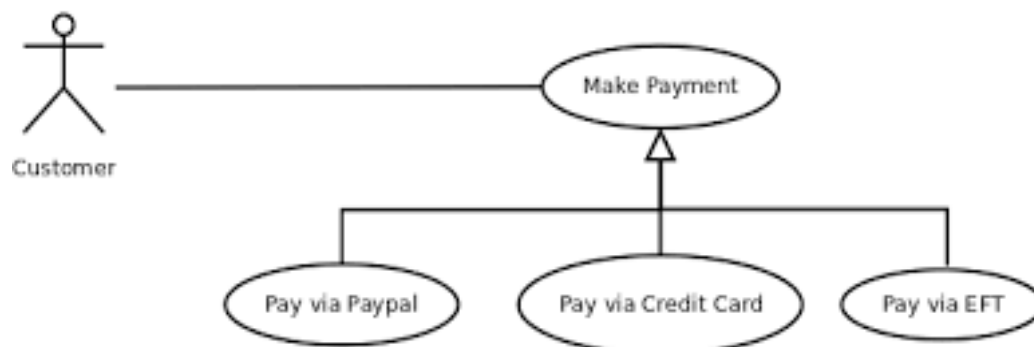 Make Payment
Customer
Pay via Paypal
Pay via Credit Card
Pay via EFT